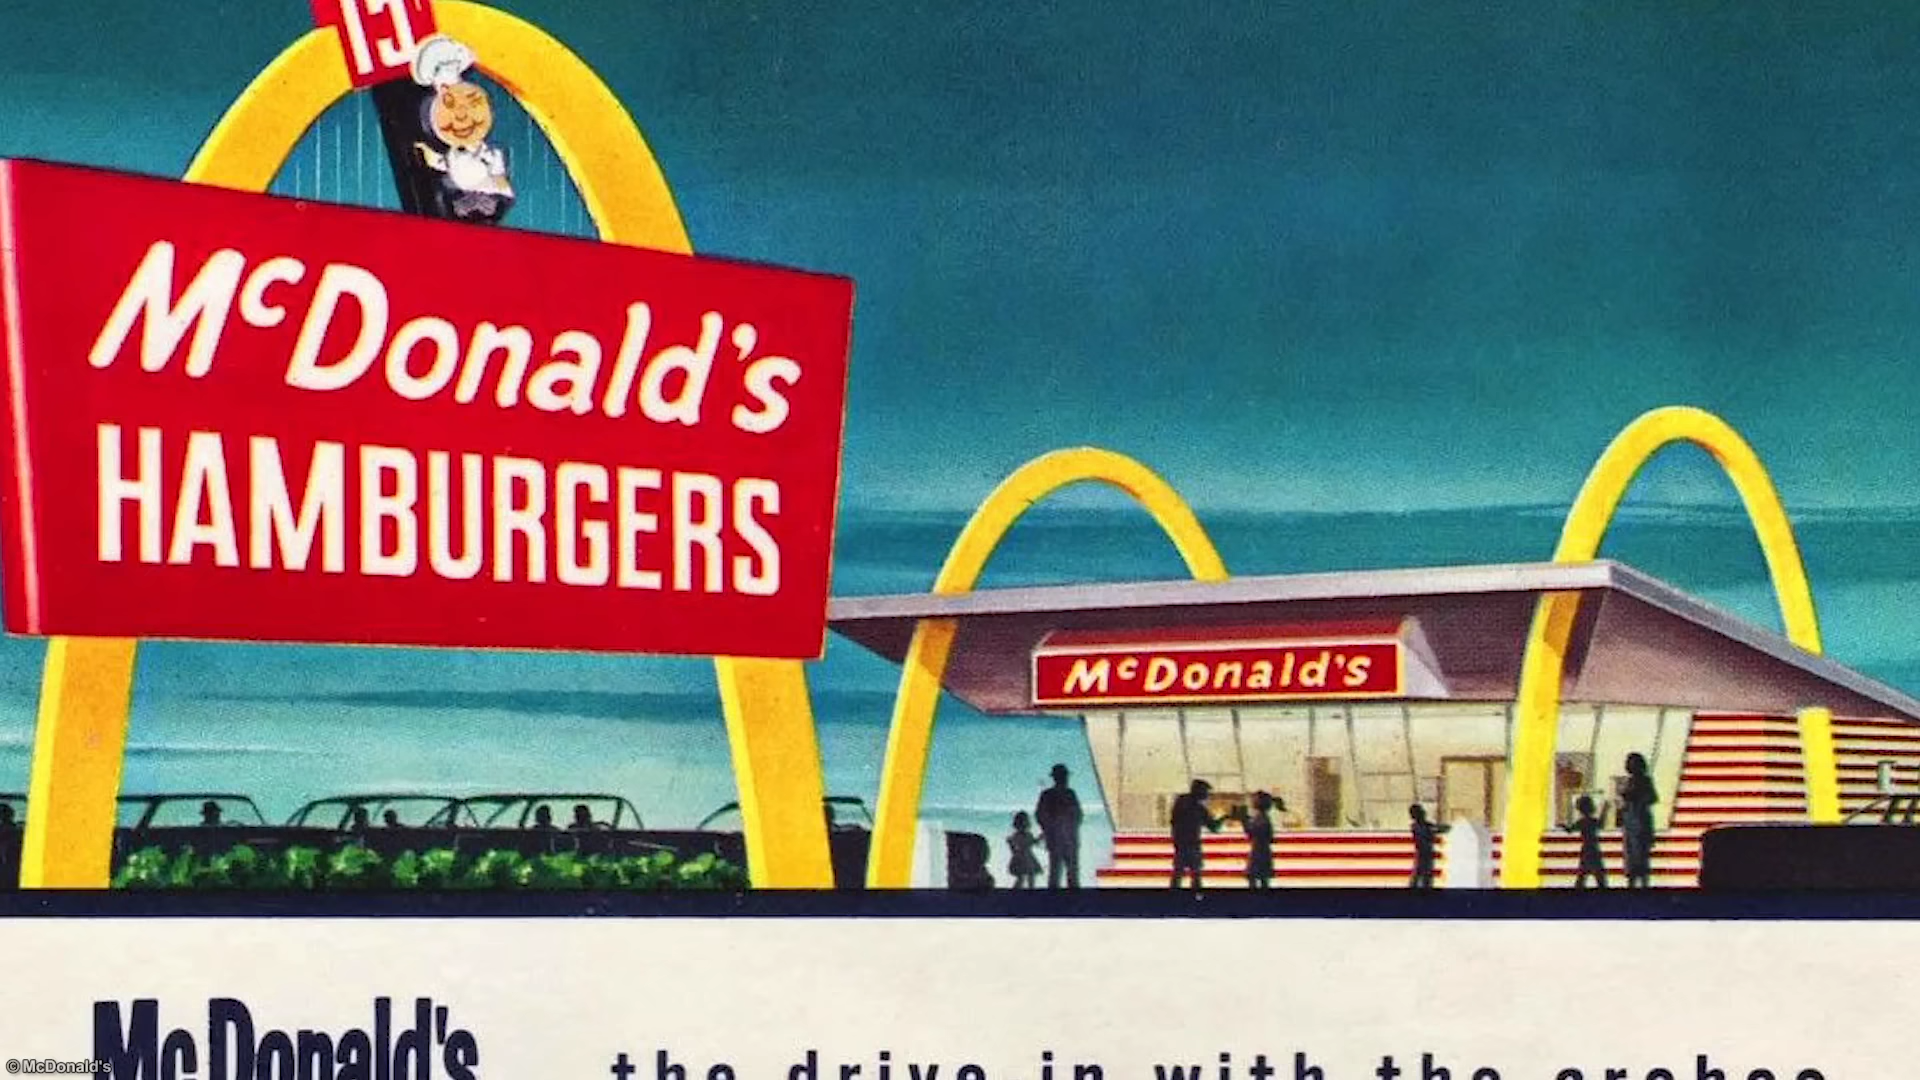 15¢
McDonald's
HAMBURGERS
McDonald's
McDonald's
the drive-in with the arches
© McDonald's